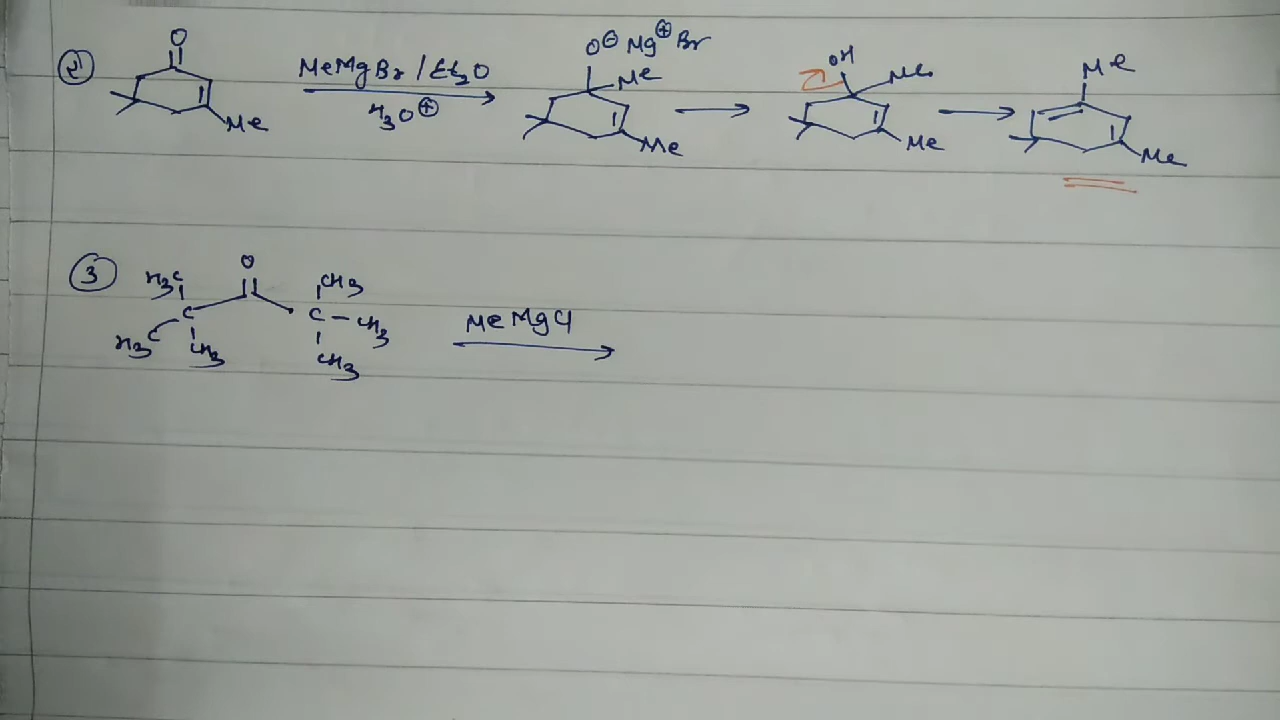 2
O
Me
MeMgBr / Et2O
H3O⊕
O⊖ Mg⊕Br
Me
Me
OH
Me
Me
Me
Me
3
H3C
O
CH3
C
C - CH3
H3C
CH3
CH3
MeMgCl